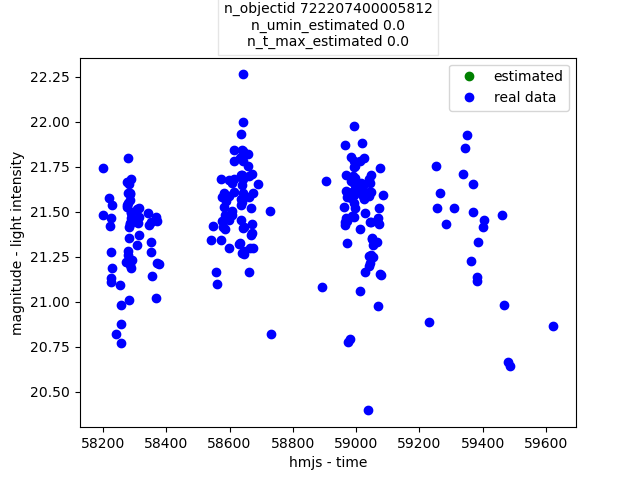 n_objectid 722207400005812
n_umin_estimated 0.0
n_t_max_estimated 0.0
estimated
real data
magnitude - light intensity
22.25
22.00
21.75
21.50
21.25
21.00
20.75
20.50
58200 58400 58600 58800 59000 59200 59400 59600
hmjs - time